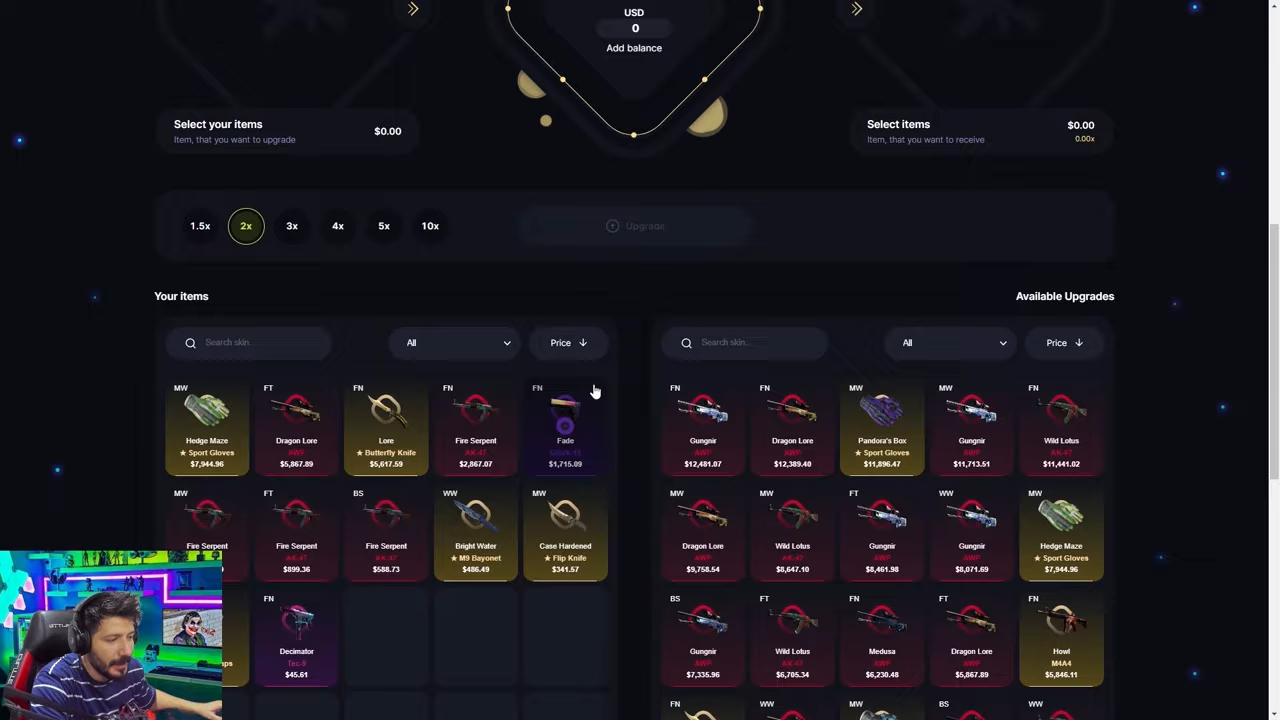 USD
0
Add balance
Select your items
Item, that you want to upgrade
$0.00
Select items
Item, that you want to receive
$0.00
0.00x
1.5x
2x
3x
4x
5x
10x
Upgrade
Your items
Available Upgrades
Search skin...
All
Price
Search skin...
All
Price
MW
Hedge Maze
★ Sport Gloves
$7,944.96
FT
Dragon Lore
AWP
$5,867.89
FN
Lore
★ Butterfly Knife
$5,617.59
FN
Fire Serpent
AK-47
$2,867.07
FN
Fade
Glock-18
$1,715.09
FN
Gungnir
AWP
$12,481.07
FN
Dragon Lore
AWP
$12,389.40
MW
Pandora's Box
★ Sport Gloves
$11,896.47
MW
Gungnir
AWP
$11,713.51
FN
Wild Lotus
AK-47
$11,441.02
MW
Fire Serpent
FT
Fire Serpent
AK-47
$899.36
BS
Fire Serpent
AK-47
$588.73
WW
Bright Water
★ M9 Bayonet
$486.49
MW
Case Hardened
★ Flip Knife
$341.57
MW
Dragon Lore
AWP
$9,758.54
MW
Wild Lotus
AK-47
$8,647.10
FT
Gungnir
AWP
$8,461.98
WW
Gungnir
AWP
$8,071.69
MW
Hedge Maze
★ Sport Gloves
$7,944.96
FN
Decimator
Tec-9
$45.61
BS
Gungnir
AWP
$7,335.96
FT
Wild Lotus
AK-47
$6,705.34
FN
Medusa
AWP
$6,230.48
FT
Dragon Lore
AWP
$5,867.89
FN
Howl
M4A4
$5,846.11
FN
WW
MW
BS
WW